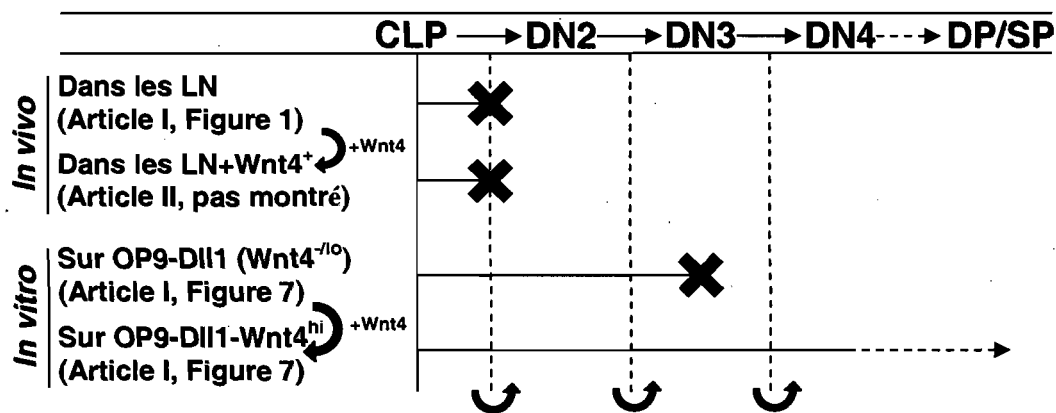 CLP → DN2 → DN3 → DN4 ⇢ DP/SP
In vivo
Dans les LN
(Article I, Figure 1)
+Wnt4
Dans les LN+Wnt4⁺
(Article II, pas montré)
In vitro
Sur OP9-Dll1 (Wnt4⁻/ˡᵒ)
(Article I, Figure 7)
+Wnt4
Sur OP9-Dll1-Wnt4ʰⁱ
(Article I, Figure 7)